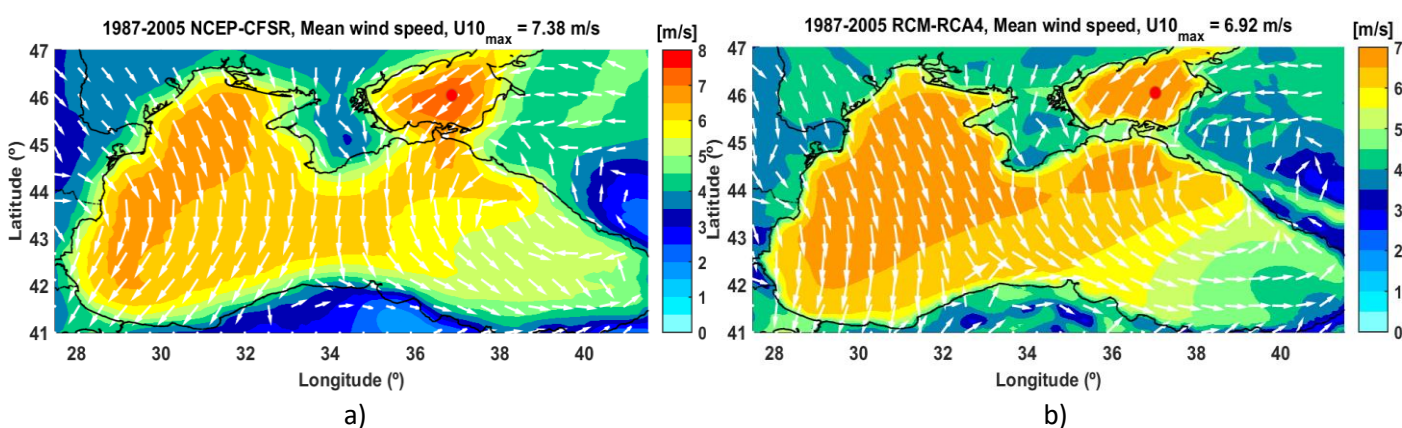 1987-2005 NCEP-CFSR, Mean wind speed, U10max = 7.38 m/s
[m/s]
47
46
45
44
43
42
41
Latitude (º)
28 30 32 34 36 38 40
Longitude (º)
8
7
6
5
4
3
2
1
0
a)
1987-2005 RCM-RCA4, Mean wind speed, U10max = 6.92 m/s
[m/s]
47
46
45
44
43
42
41
Latitude (º)
28 30 32 34 36 38 40
Longitude (º)
7
6
5
4
3
2
1
0
b)